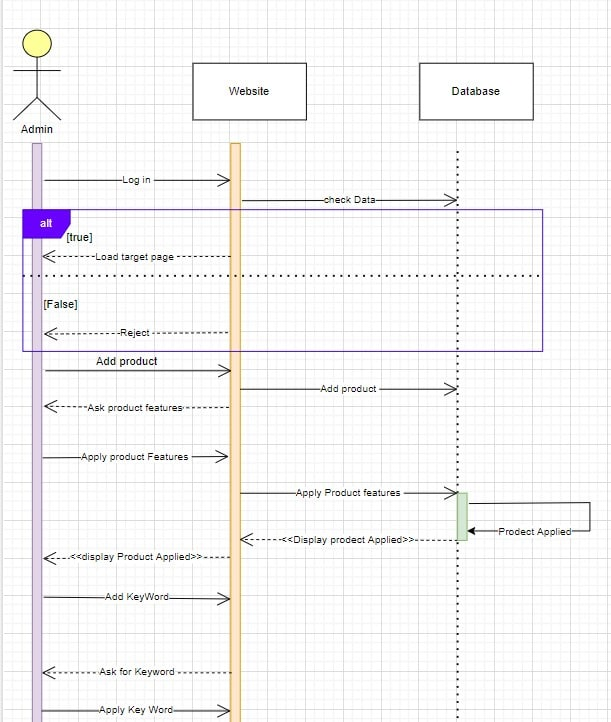 Website
Database
Admin
Log in
check Data
alt
[true]
Load target page
[False]
Reject
Add product
Add product
Ask product features
Apply product Features
Apply Product features
Prodect Applied
<<Display prodect Applied>>
<<display Product Applied>>
Add KeyWord
Ask for Keyword
Apply Key Word